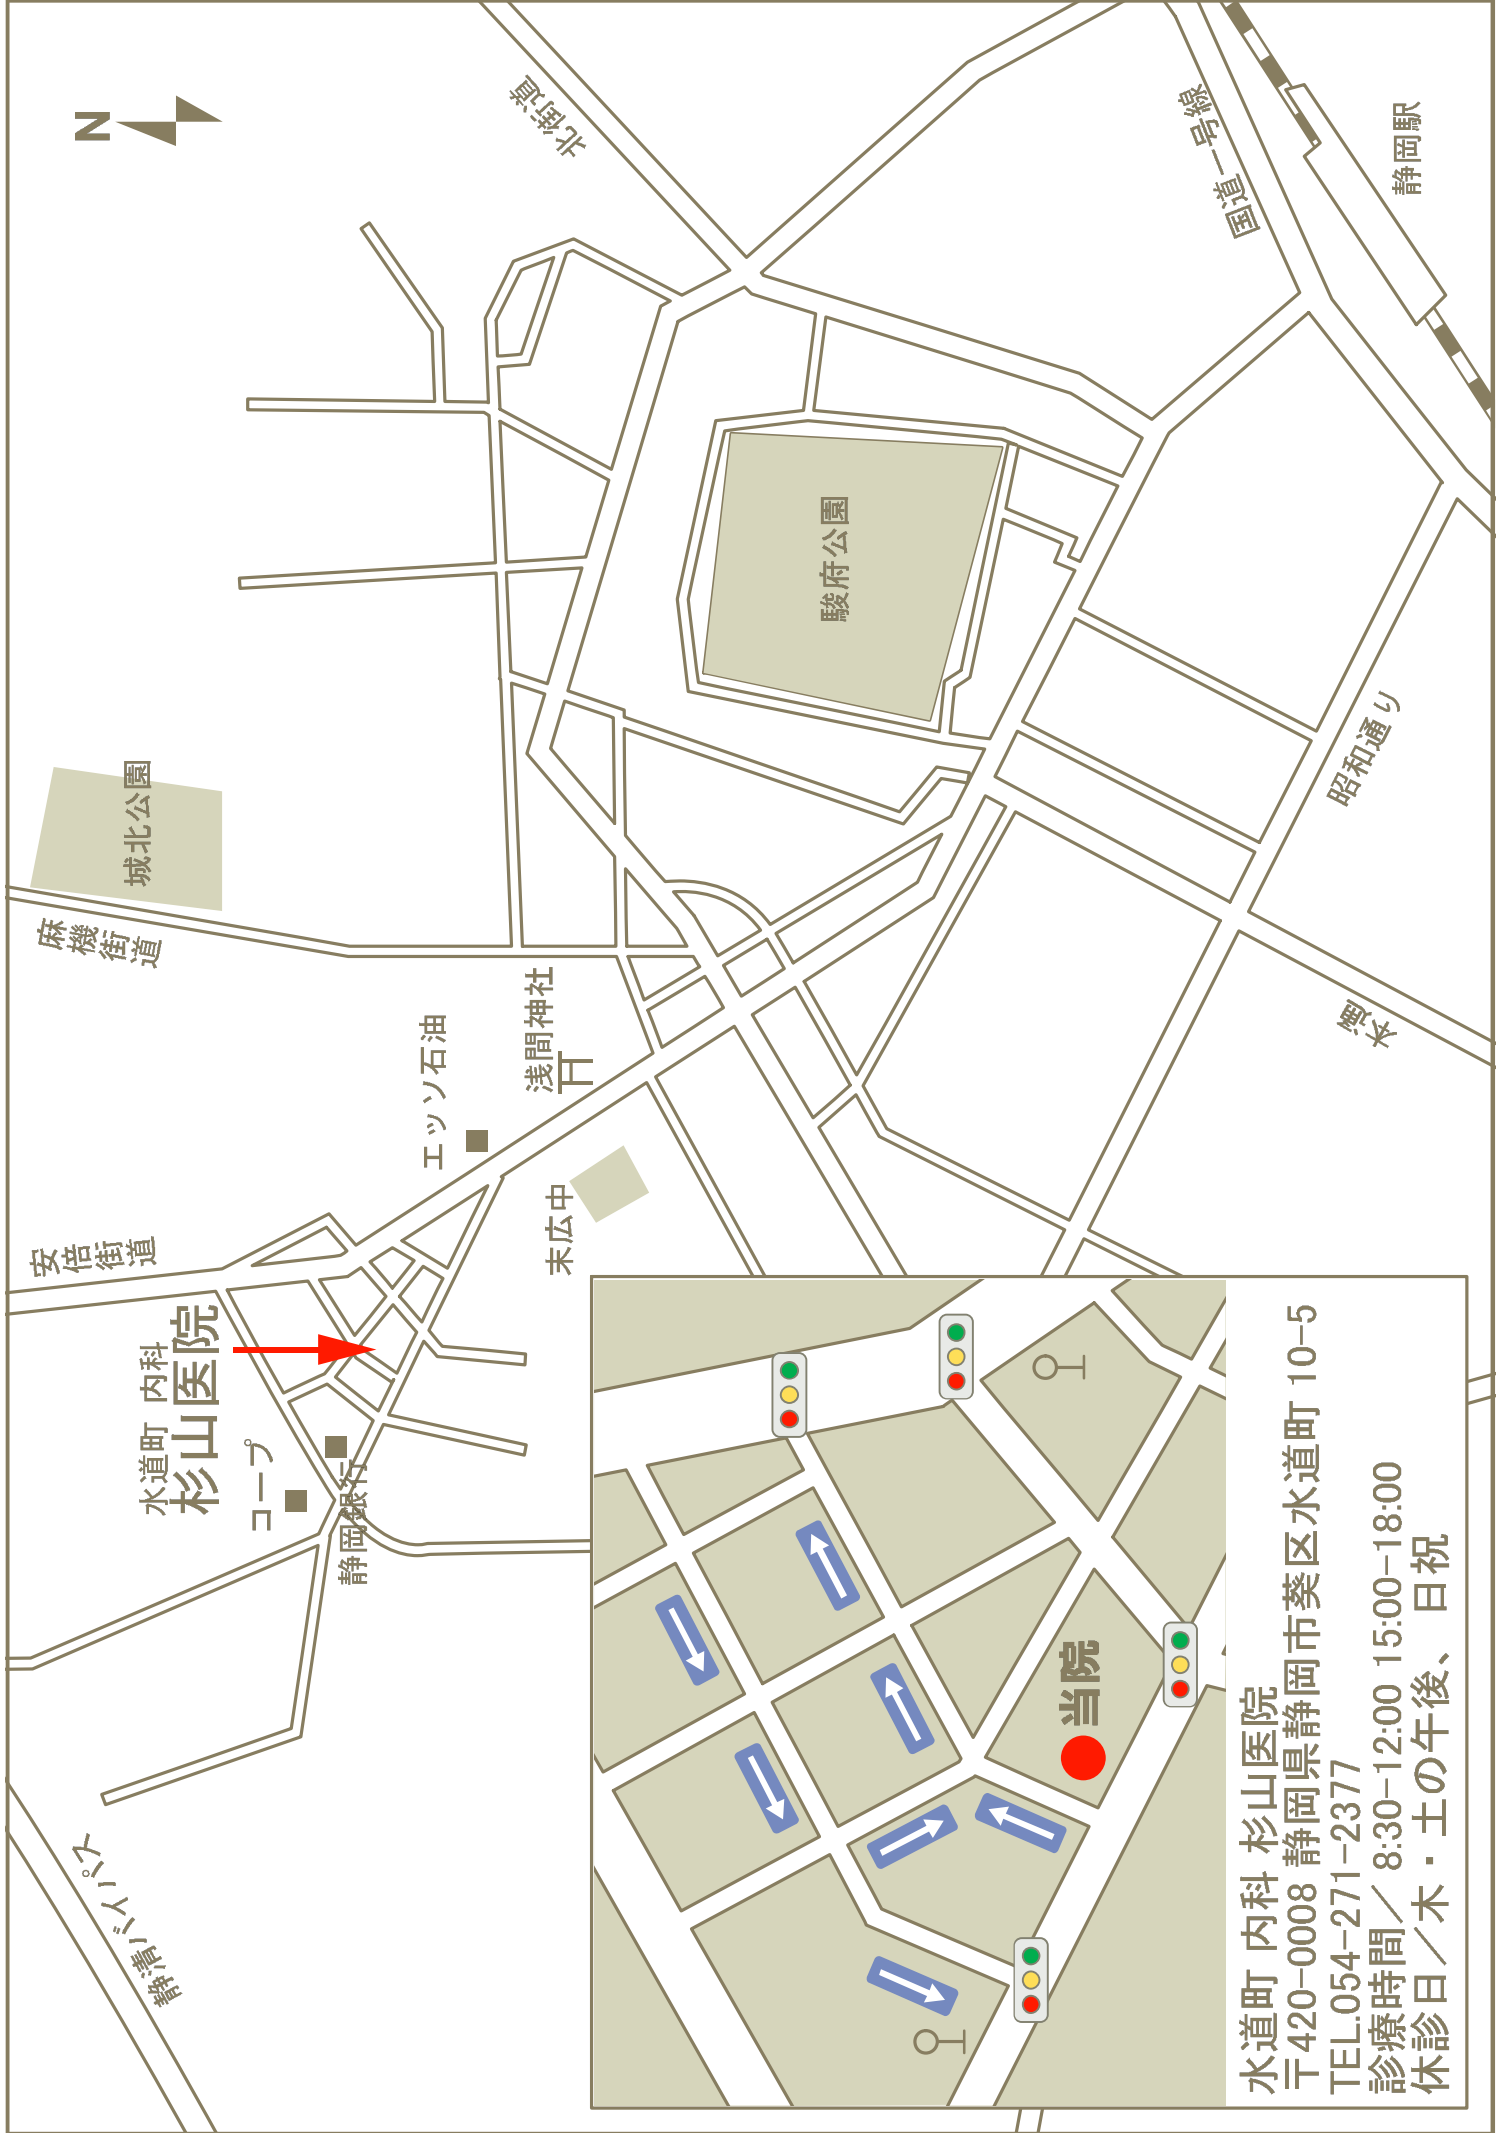 N
北街道
国道一号線
静岡駅
駿府公園
城北公園
麻機街道
昭和通り
本通
浅間神社
エッソ石油
末広中
安倍街道
水道町 内科
杉山医院
コープ
静岡銀行
静清バイパス
当院
水道町 内科 杉山医院
〒420-0008 静岡県静岡市葵区水道町 10-5
TEL.054-271-2377
診療時間／ 8:30-12:00 15:00-18:00
休診日／木・土の午後、 日祝